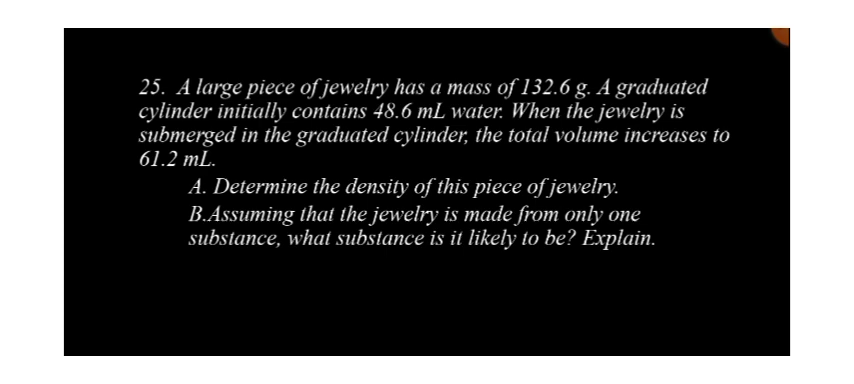 25. A large piece of jewelry has a mass of 132.6 g. A graduated
cylinder initially contains 48.6 mL water. When the jewelry is
submerged in the graduated cylinder, the total volume increases to
61.2 mL.
A. Determine the density of this piece of jewelry.
B.Assuming that the jewelry is made from only one
substance, what substance is it likely to be? Explain.